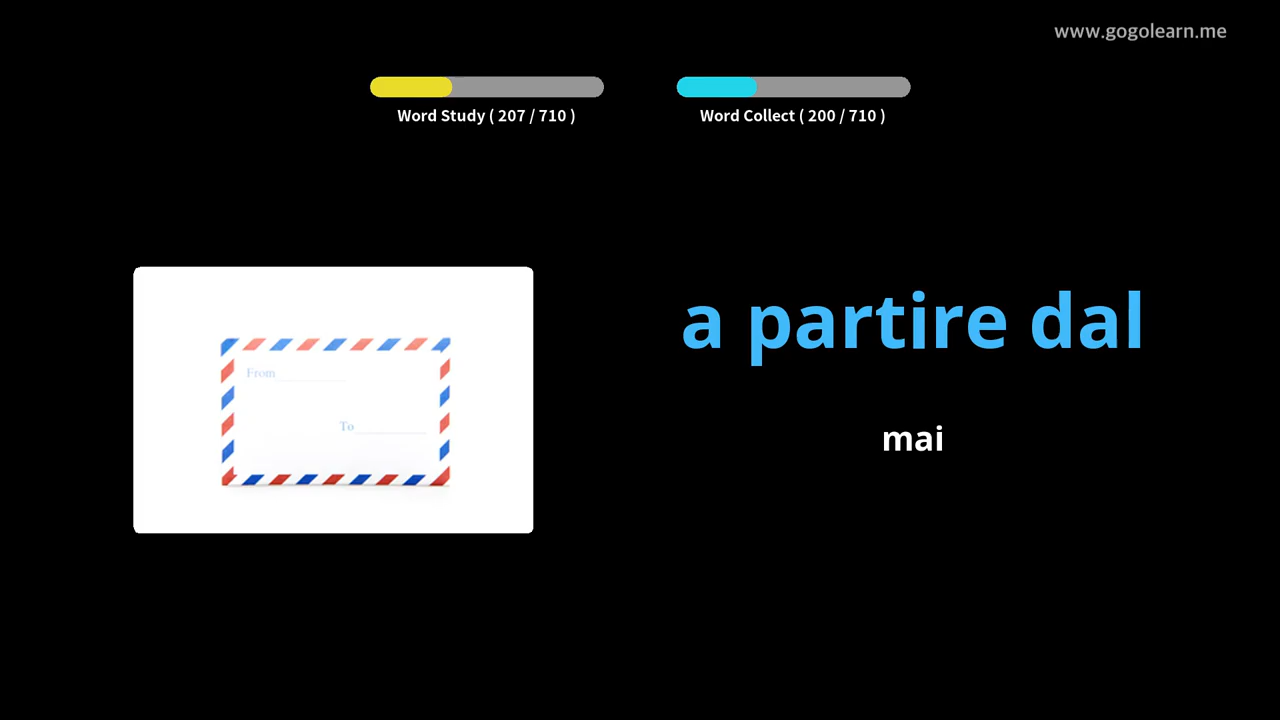 www.gogolearn.me
Word Study ( 207 / 710 )
Word Collect ( 200 / 710 )
a partire dal
mai
From
To